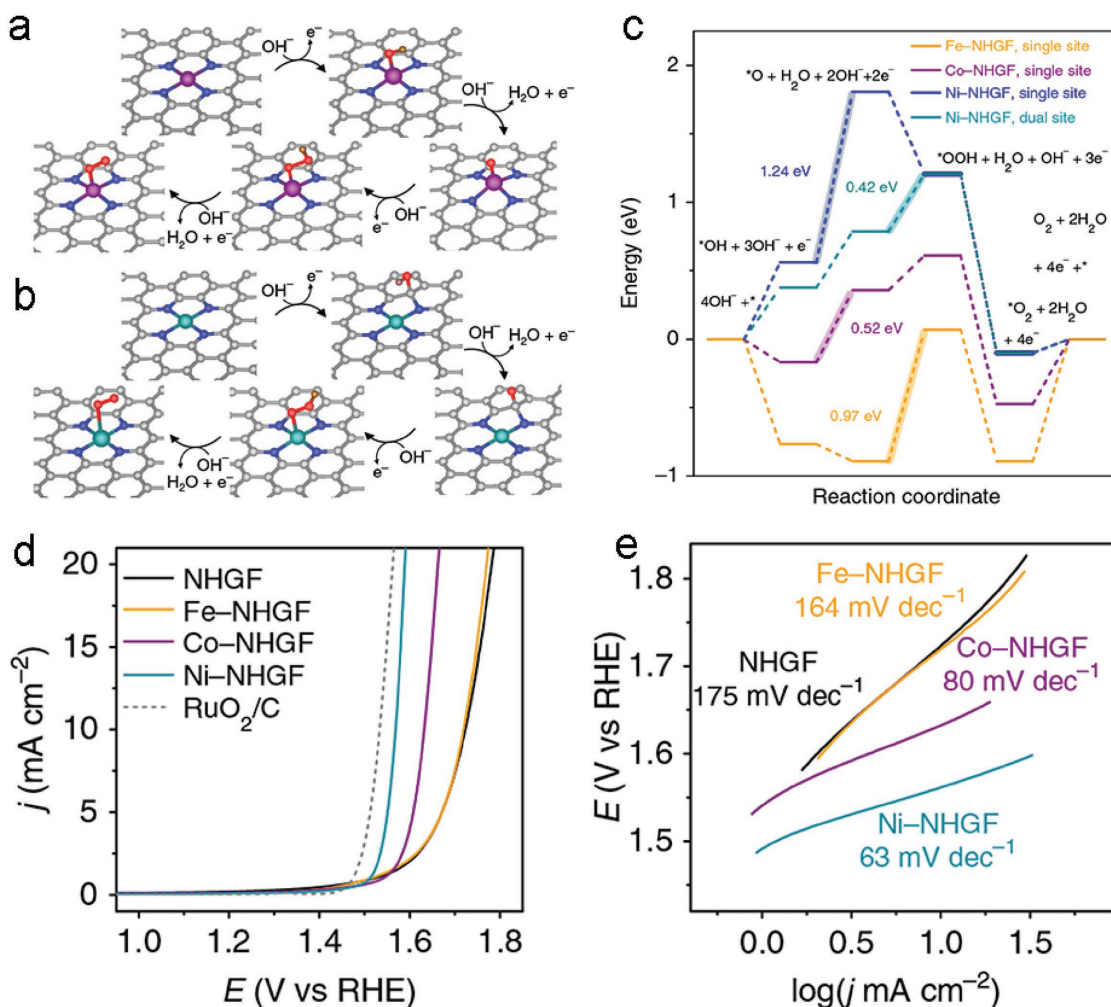 a
OH⁻
e⁻
OH⁻
H₂O + e⁻
e⁻
OH⁻
OH⁻
H₂O + e⁻
b
OH⁻
e⁻
OH⁻
H₂O + e⁻
e⁻
OH⁻
OH⁻
H₂O + e⁻
c
Energy (eV)
2
1
0
−1
Fe–NHGF, single site
Co–NHGF, single site
Ni–NHGF, single site
Ni–NHGF, dual site
*O + H₂O + 2OH⁻+2e⁻
1.24 eV
0.42 eV
*OOH + H₂O + OH⁻ + 3e⁻
*OH + 3OH⁻ + e⁻
4OH⁻ +*
0.52 eV
0.97 eV
O₂ + 2H₂O
+ 4e⁻ +*
*O₂ + 2H₂O
+ 4e⁻
Reaction coordinate
d
j (mA cm⁻²)
20
15
10
5
0
NHGF
Fe–NHGF
Co–NHGF
Ni–NHGF
RuO₂/C
1.0 1.2 1.4 1.6 1.8
E (V vs RHE)
e
E (V vs RHE)
1.8
1.7
1.6
1.5
Fe–NHGF
164 mV dec⁻¹
NHGF
175 mV dec⁻¹
Co–NHGF
80 mV dec⁻¹
Ni–NHGF
63 mV dec⁻¹
0.0 0.5 1.0 1.5
log(j mA cm⁻²)